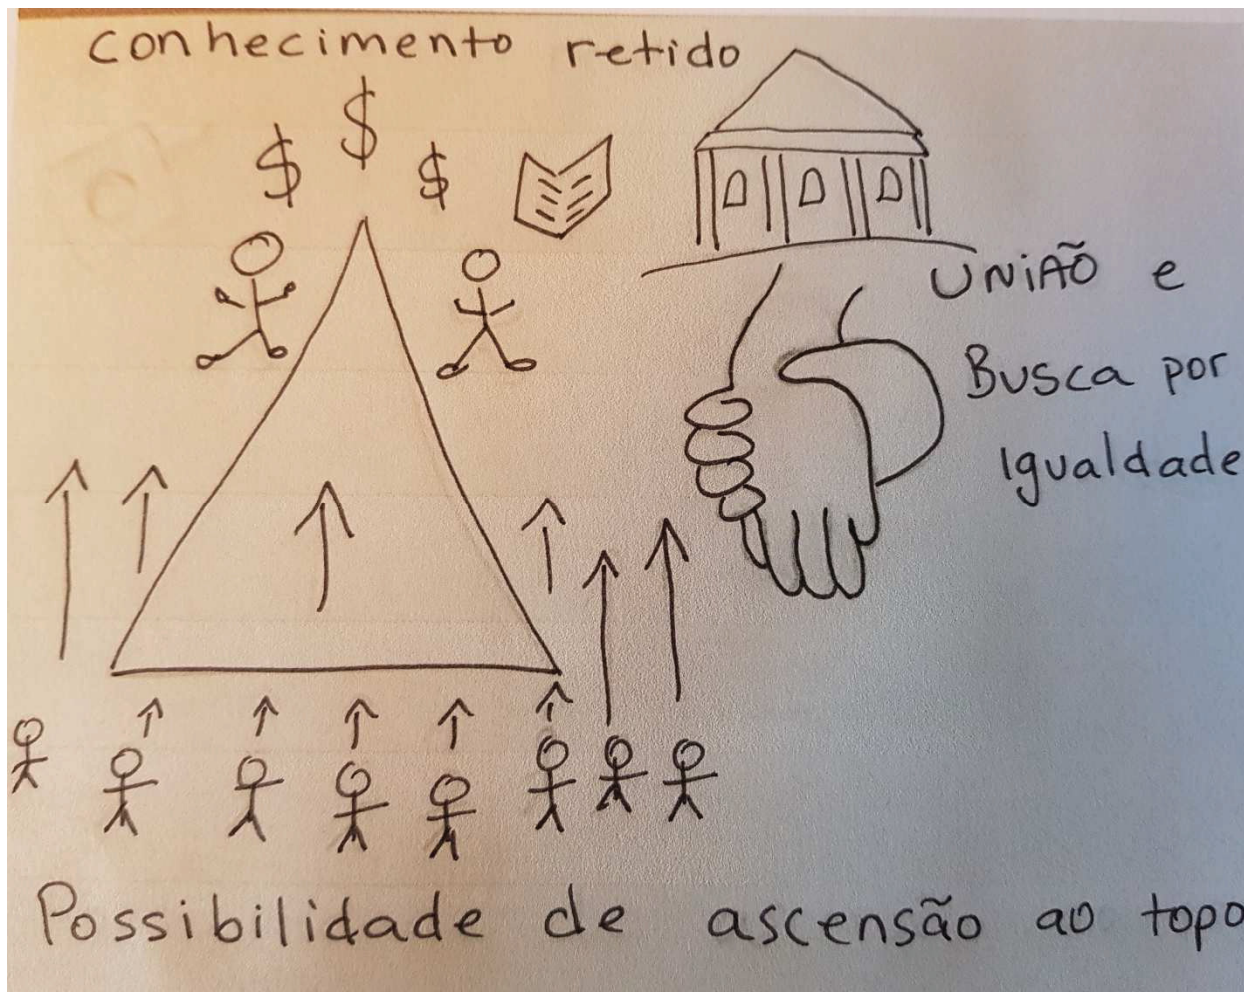 conhecimento retido
$ $ $
UNIÃO e
Busca por
Igualdade
Possibilidade de ascensão ao topo